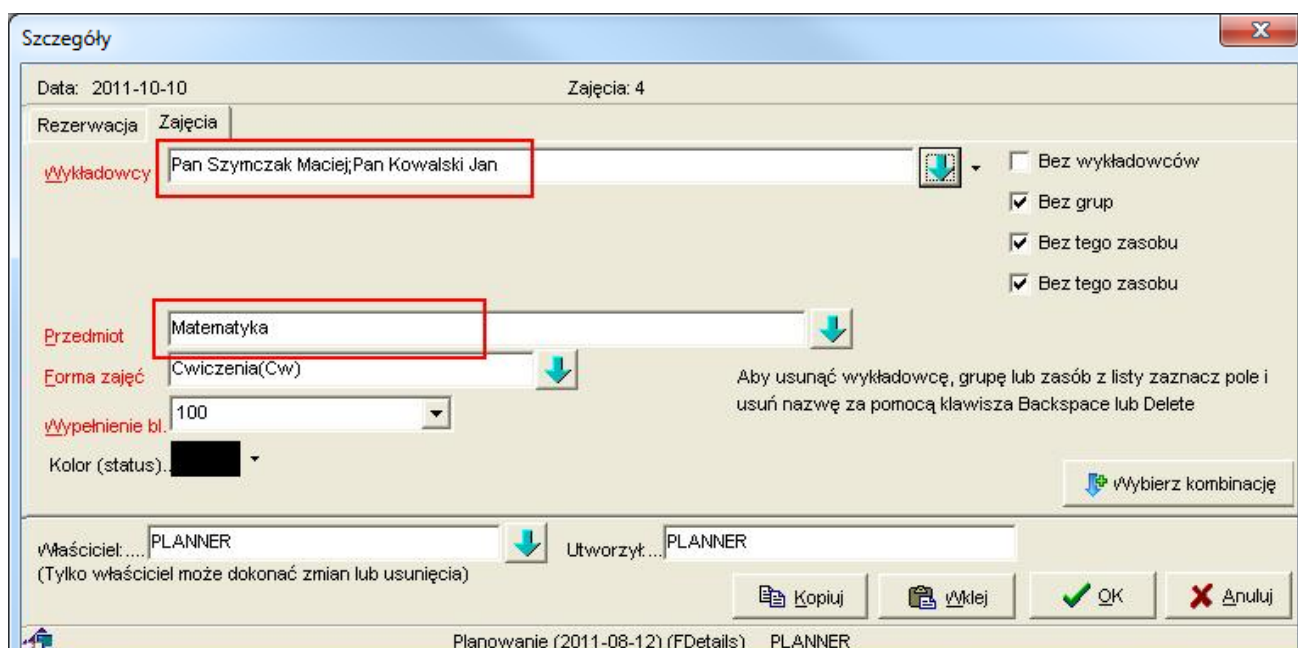 Szczegóły
Data: 2011-10-10 Zajęcia: 4
Rezerwacja Zajęcia
Wykładowcy Pan Szymczak Maciej;Pan Kowalski Jan Bez wykładowców
Bez grup
Bez tego zasobu
Bez tego zasobu
Przedmiot Matematyka
Forma zajęć Cwiczenia(Cw)
Aby usunąć wykładowcę, grupę lub zasób z listy zaznacz pole i
usuń nazwę za pomocą klawisza Backspace lub Delete
Wypełnienie bl. 100
Kolor (status)..
Wybierz kombinację
Właściciel:.... PLANNER Utworzył:... PLANNER
(Tylko właściciel może dokonać zmian lub usunięcia)
Kopiuj Wklej OK Anuluj
Planowanie (2011-08-12) (FDetails) PLANNER